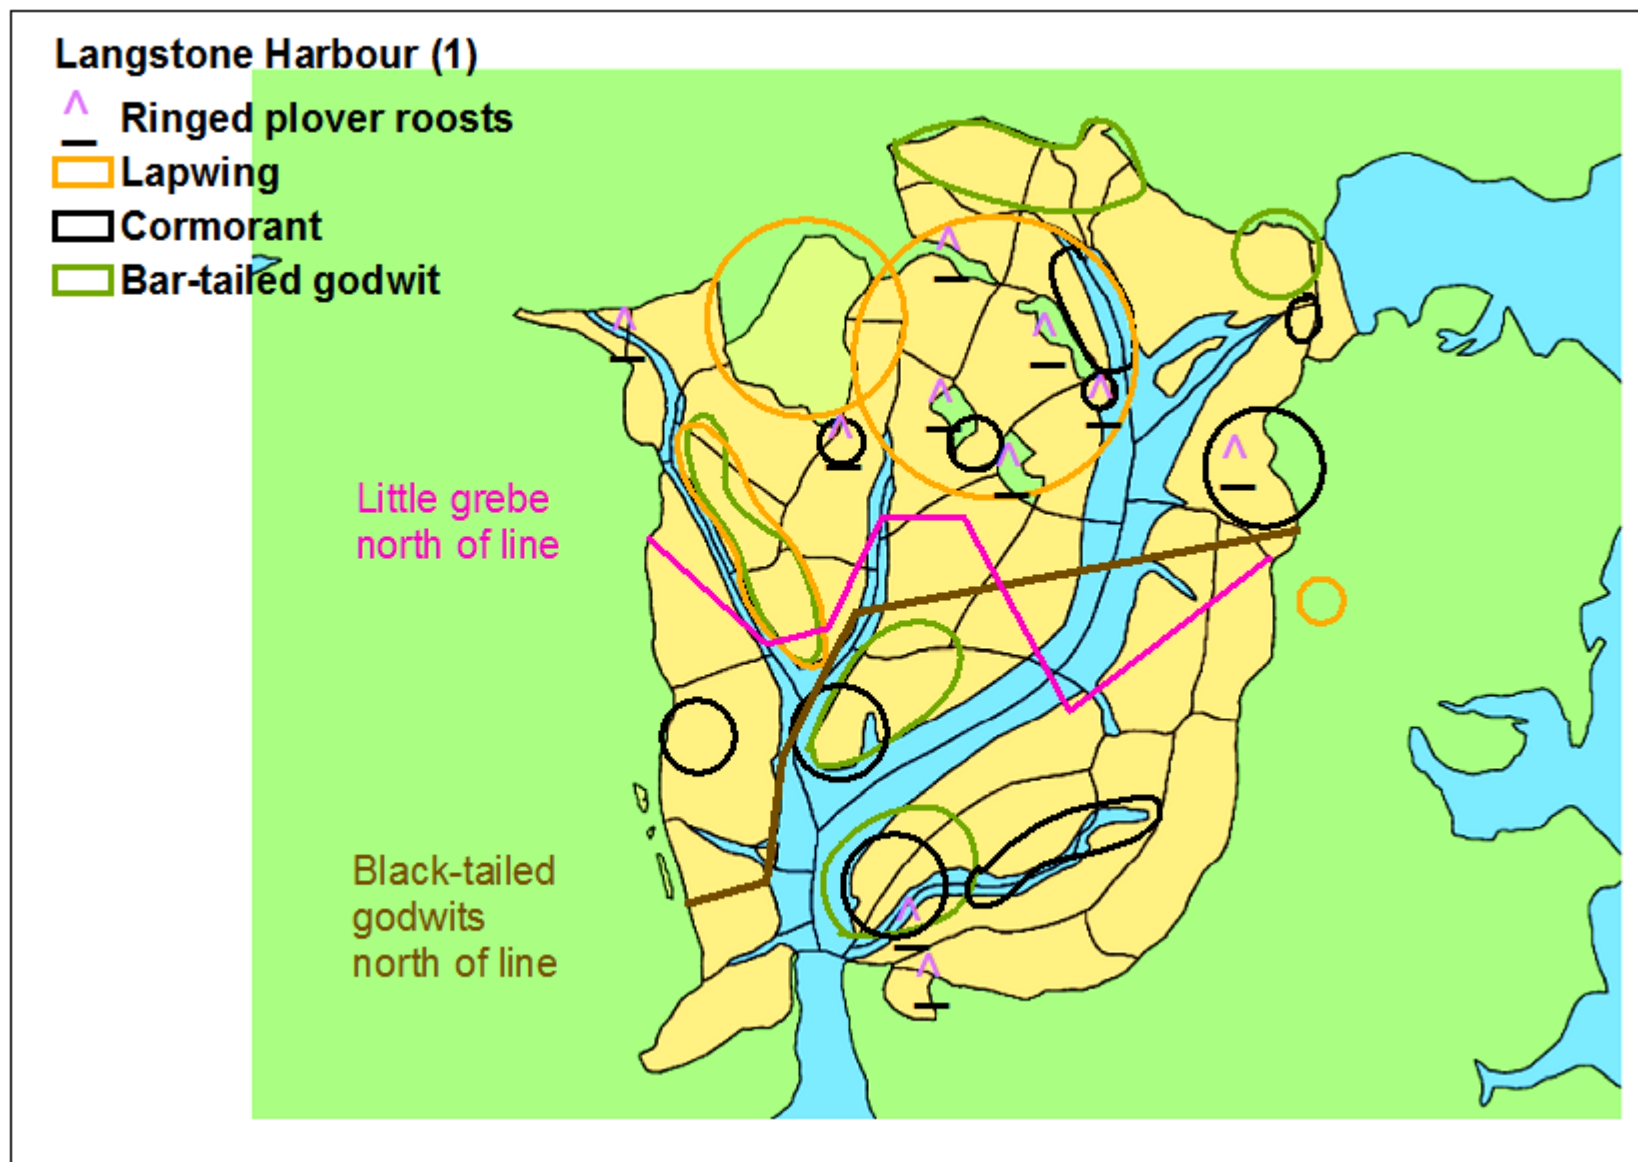 Langstone Harbour (1)
Ringed plover roosts
Lapwing
Cormorant
Bar-tailed godwit
Little grebe
north of line
Black-tailed
godwits
north of line